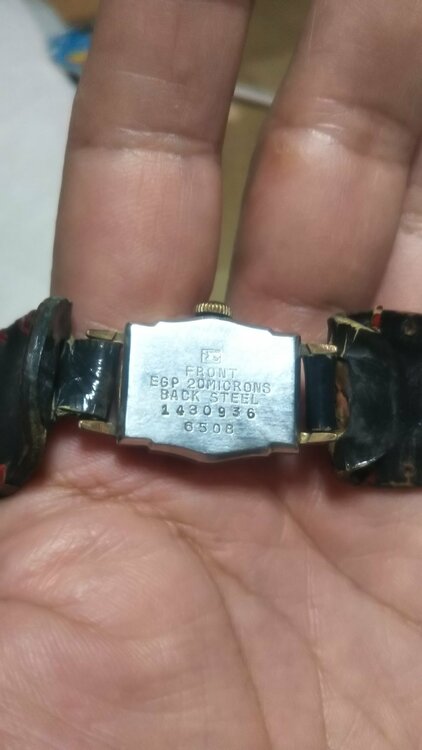 FRONT
EGP 20MICRONS
BACK STEEL
1430936
6508